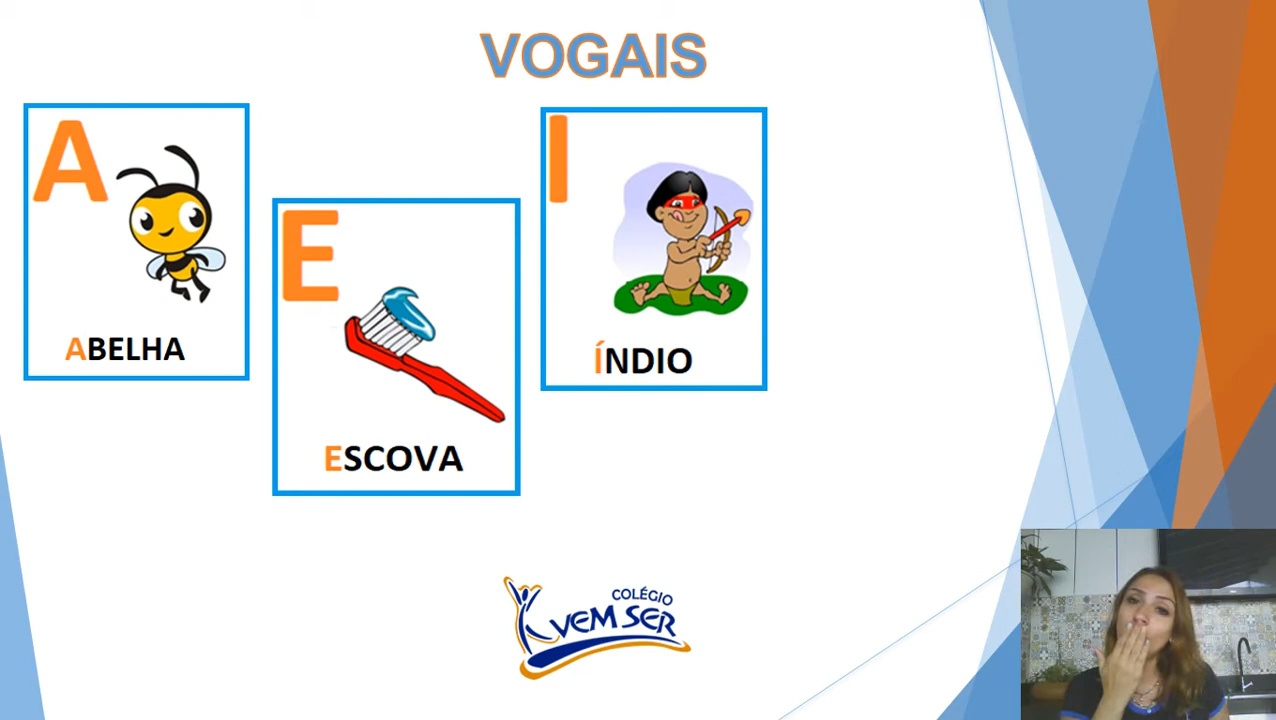 VOGAIS
A
ABELHA
E
ESCOVA
I
ÍNDIO
COLÉGIO
VEM SER